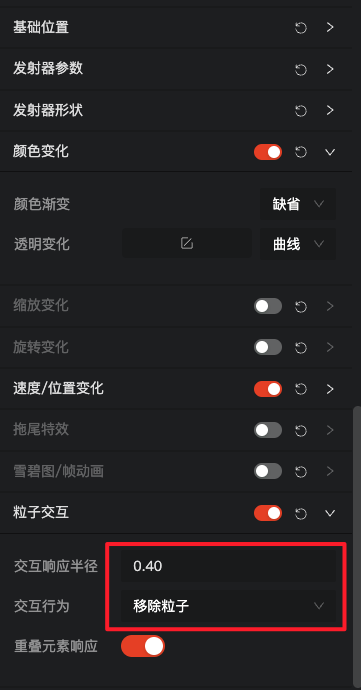 基础位置
发射器参数
发射器形状
颜色变化
颜色渐变 缺省
透明变化 曲线
缩放变化
旋转变化
速度/位置变化
拖尾特效
雪碧图/帧动画
粒子交互
交互响应半径 0.40
交互行为 移除粒子
重叠元素响应